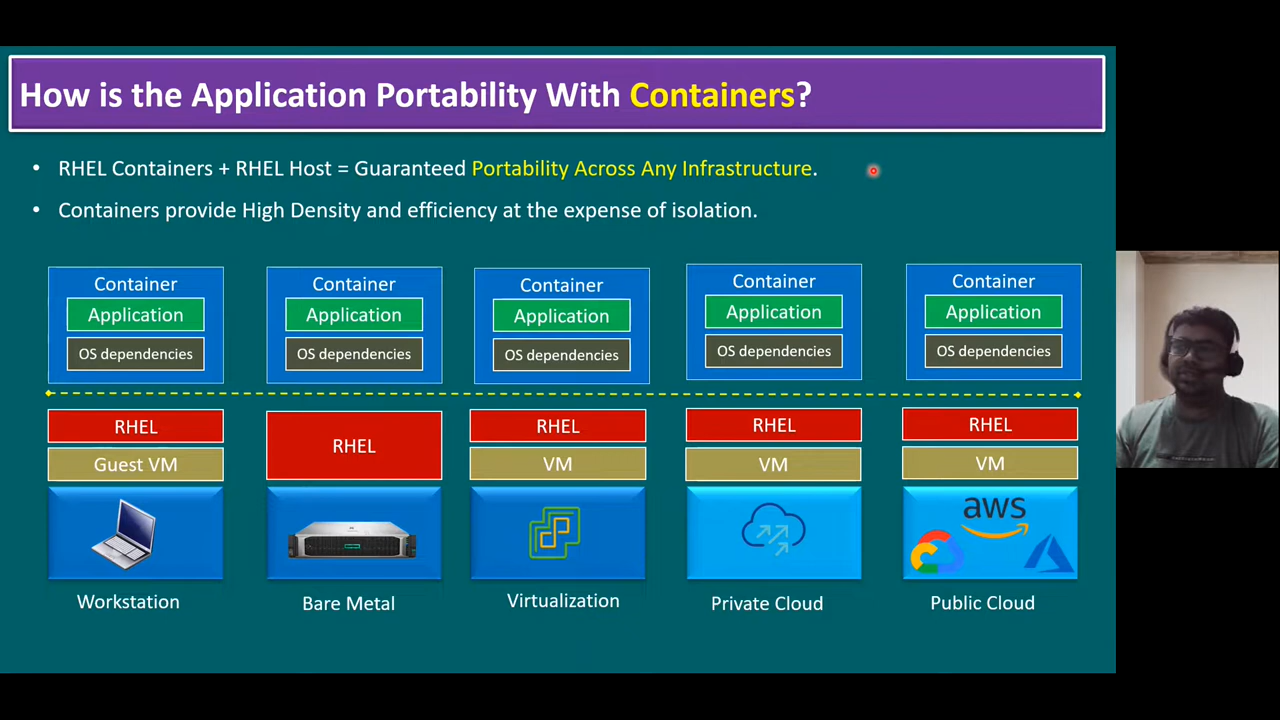 How is the Application Portability With Containers?
• RHEL Containers + RHEL Host = Guaranteed Portability Across Any Infrastructure.
• Containers provide High Density and efficiency at the expense of isolation.
Container
Application
OS dependencies
Container
Application
OS dependencies
Container
Application
OS dependencies
Container
Application
OS dependencies
Container
Application
OS dependencies
RHEL
Guest VM
RHEL
RHEL
VM
RHEL
VM
RHEL
VM
aws
Workstation
Bare Metal
Virtualization
Private Cloud
Public Cloud